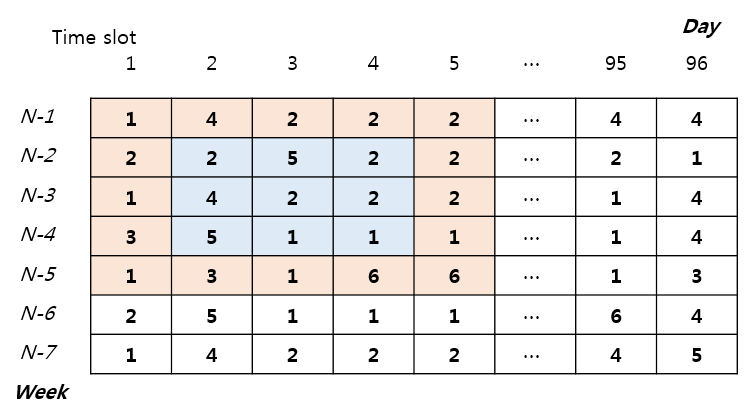 Day
Time slot
1 2 3 4 5 ... 95 96
N-1 1 4 2 2 2 ... 4 4
N-2 2 2 5 2 2 ... 2 1
N-3 1 4 2 2 2 ... 1 4
N-4 3 5 1 1 1 ... 1 4
N-5 1 3 1 6 6 ... 1 3
N-6 2 5 1 1 1 ... 6 4
N-7 1 4 2 2 2 ... 4 5
Week